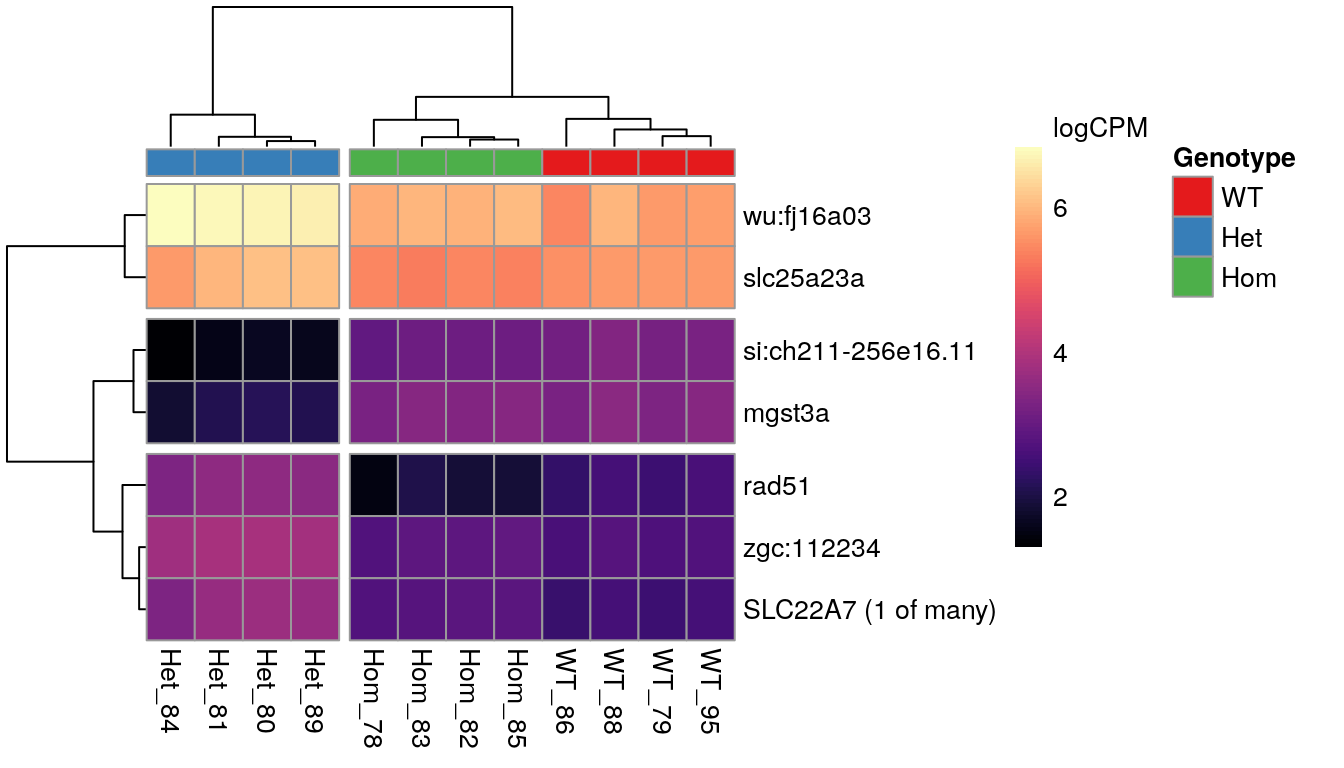 logCPM
6
4
2
Genotype
WT
Het
Hom
wu:fj16a03
slc25a23a
si:ch211-256e16.11
mgst3a
rad51
zgc:112234
SLC22A7 (1 of many)
Het_84
Het_81
Het_80
Het_89
Hom_78
Hom_83
Hom_82
Hom_85
WT_86
WT_88
WT_79
WT_95